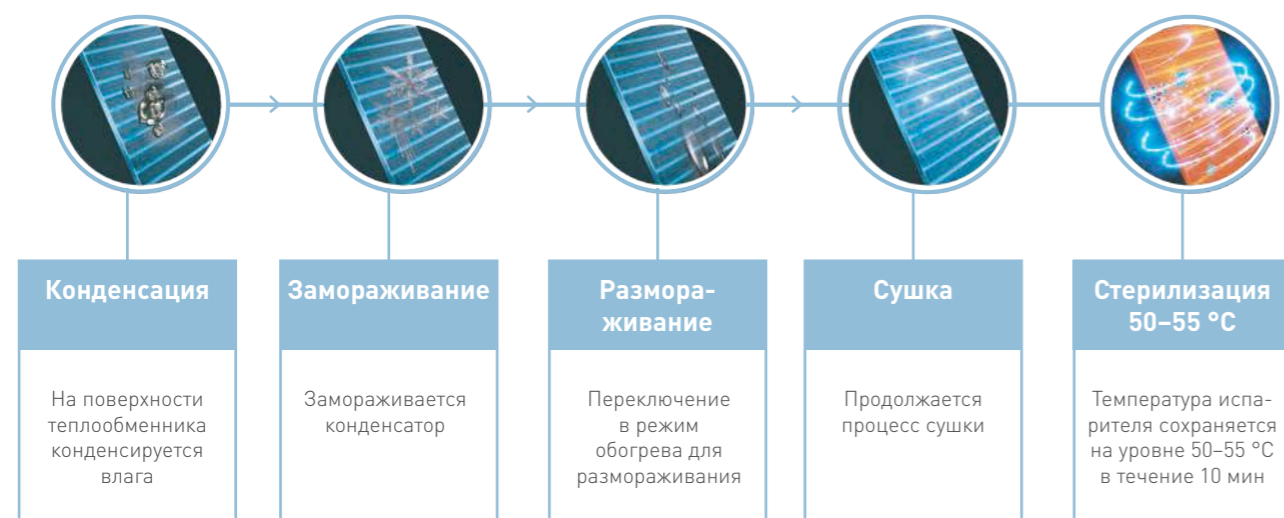 Конденсация
На поверхности
теплообменника
конденсируется
влага
Замораживание
Замораживается
конденсатор
Размора-
живание
Переключение
в режим
обогрева для
размораживания
Сушка
Продолжается
процесс сушки
Стерилизация
50–55 °C
Температура испа-
рителя сохраняется
на уровне 50–55 °C
в течение 10 мин